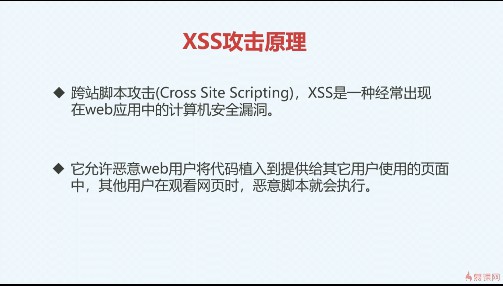 XSS攻击原理
◆ 跨站脚本攻击(Cross Site Scripting)，XSS是一种经常出现
在web应用中的计算机安全漏洞。
◆ 它允许恶意web用户将代码植入到提供给其它用户使用的页面
中，其他用户在观看网页时，恶意脚本就会执行。
慕课网